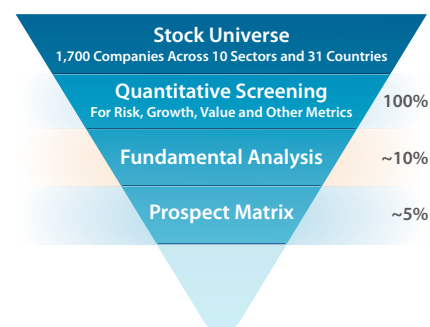 Stock Universe
1,700 Companies Across 10 Sectors and 31 Countries
Quantitative Screening
For Risk, Growth, Value and Other Metrics
100%
Fundamental Analysis
~10%
Prospect Matrix
~5%